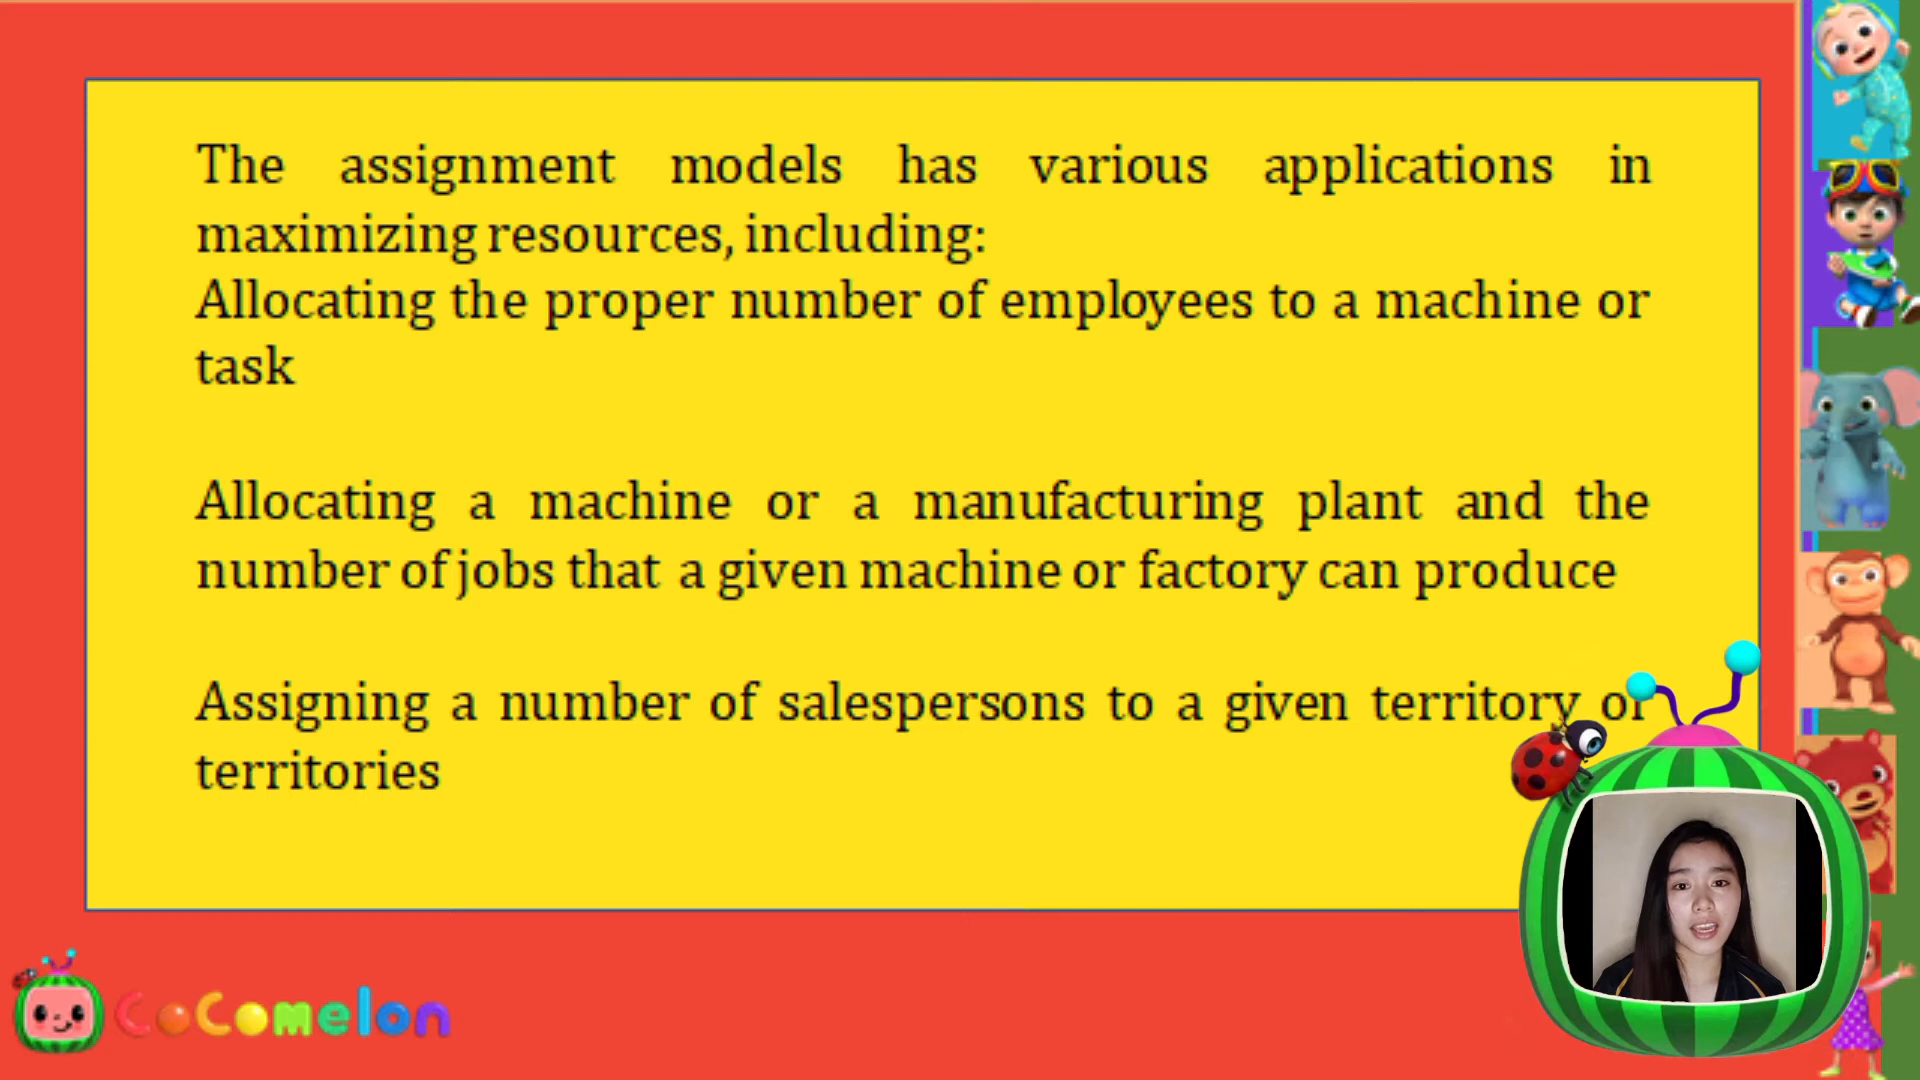 The assignment models has various applications in
maximizing resources, including:
Allocating the proper number of employees to a machine or
task
Allocating a machine or a manufacturing plant and the
number of jobs that a given machine or factory can produce
Assigning a number of salespersons to a given territory or
territories
CoComelon